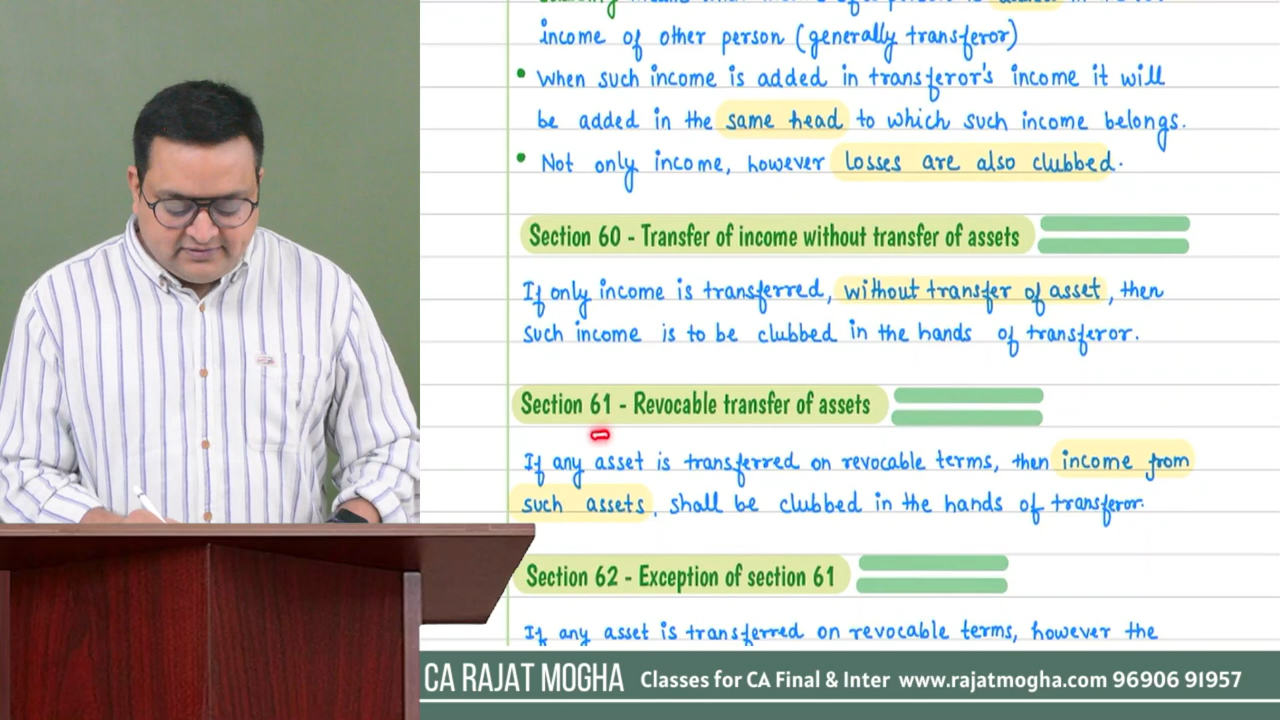 income of other person (generally transferor)
• When such income is added in transferor's income it will
be added in the same head to which such income belongs.
• Not only income, however losses are also clubbed.
Section 60 - Transfer of income without transfer of assets
If only income is transferred, without transfer of asset, then
such income is to be clubbed in the hands of transferor.
Section 61 - Revocable transfer of assets
If any asset is transferred on revocable terms, then income from
such assets, shall be clubbed in the hands of transferor.
Section 62 - Exception of section 61
If any asset is transferred on revocable terms, however the
CA RAJAT MOGHA Classes for CA Final & Inter www.rajatmogha.com 96906 91957